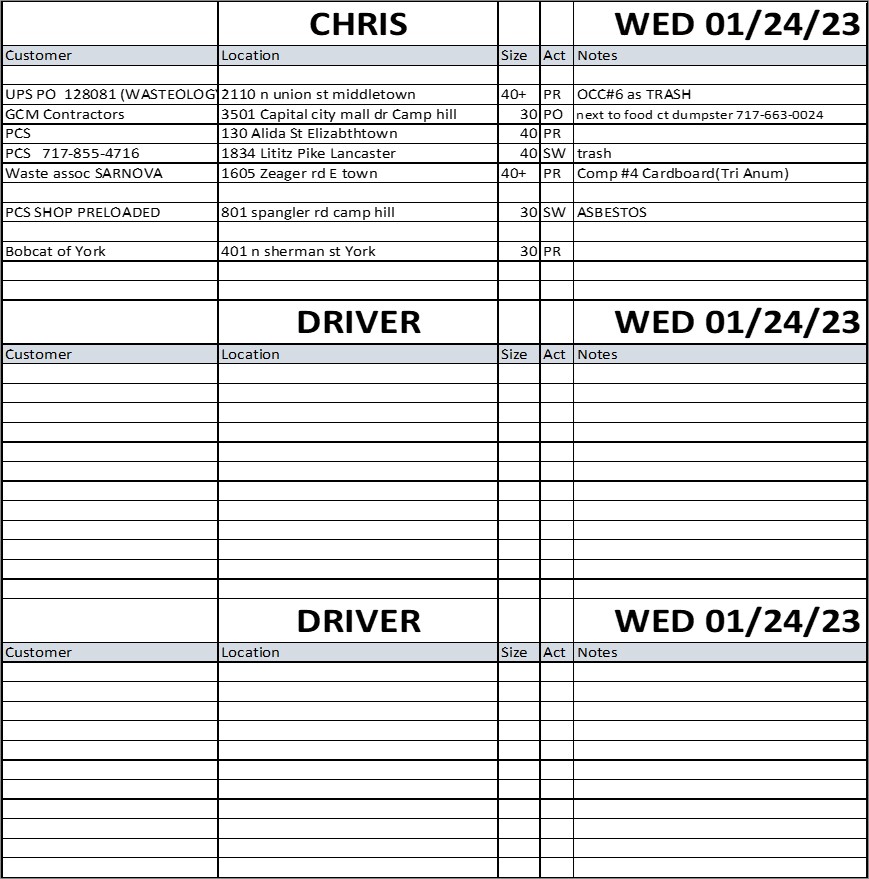 CHRIS WED 01/24/23
Customer Location Size Act Notes
UPS PO 128081 (WASTEOLOG 2110 n union st middletown 40+ PR OCC#6 as TRASH
GCM Contractors 3501 Capital city mall dr Camp hill 30 PO next to food ct dumpster 717-663-0024
PCS 130 Alida St Elizabthtown 40 PR
PCS 717-855-4716 1834 Lititz Pike Lancaster 40 SW trash
Waste assoc SARNOVA 1605 Zeager rd E town 40+ PR Comp #4 Cardboard(Tri Anum)
PCS SHOP PRELOADED 801 spangler rd camp hill 30 SW ASBESTOS
Bobcat of York 401 n sherman st York 30 PR
DRIVER WED 01/24/23
Customer Location Size Act Notes
DRIVER WED 01/24/23
Customer Location Size Act Notes